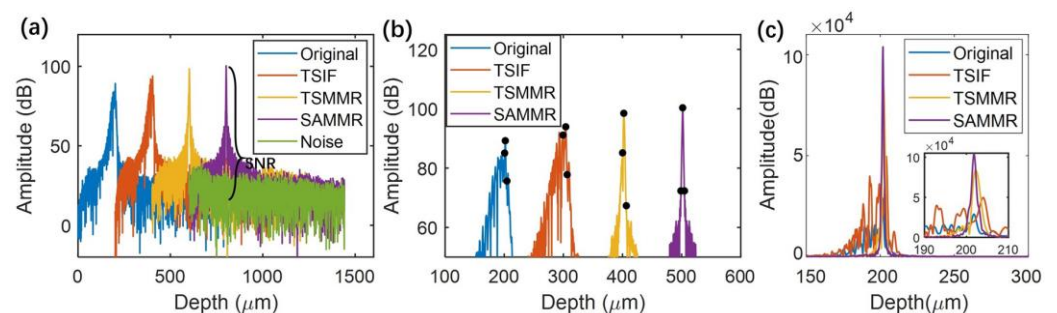 (a)
Amplitude (dB)
120
100
50
0
0
500
1000
1500
Depth (μm)
Original
TSIF
TSMMR
SAMMR
Noise
SNR
(b)
Amplitude (dB)
120
100
80
60
100
200
300
400
500
600
Depth (μm)
Original
TSIF
TSMMR
SAMMR
(c)
×10⁴
Amplitude(dB)
10
5
0
150
200
250
300
Depth(μm)
Original
TSIF
TSMMR
SAMMR
10 ×10⁴
5
0
190
200
210